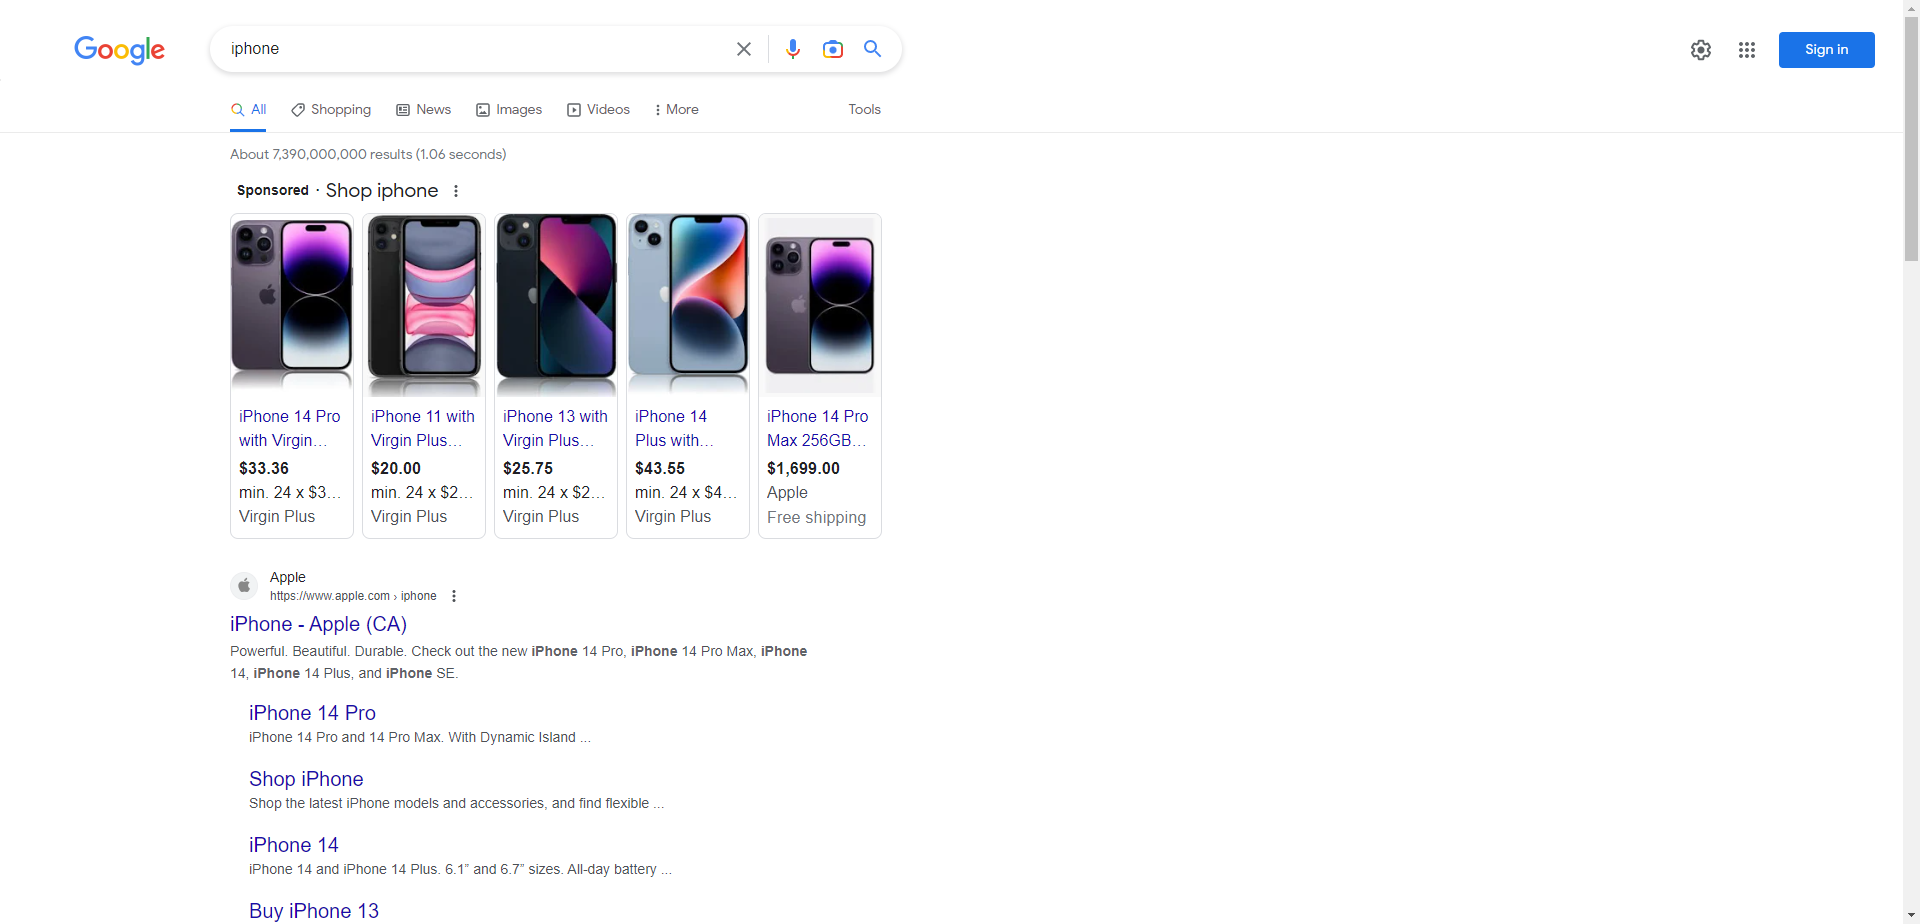 Google
iphone
Sign in
All
Shopping
News
Images
Videos
More
Tools
About 7,390,000,000 results (1.06 seconds)
Sponsored · Shop iphone
iPhone 14 Pro
with Virgin...
$33.36
min. 24 x $3...
Virgin Plus
iPhone 11 with
Virgin Plus...
$20.00
min. 24 x $2...
Virgin Plus
iPhone 13 with
Virgin Plus...
$25.75
min. 24 x $2...
Virgin Plus
iPhone 14
Plus with...
$43.55
min. 24 x $4...
Virgin Plus
iPhone 14 Pro
Max 256GB...
$1,699.00
Apple
Free shipping
Apple
https://www.apple.com › iphone
iPhone - Apple (CA)
Powerful. Beautiful. Durable. Check out the new iPhone 14 Pro, iPhone 14 Pro Max, iPhone
14, iPhone 14 Plus, and iPhone SE.
iPhone 14 Pro
iPhone 14 Pro and 14 Pro Max. With Dynamic Island ...
Shop iPhone
Shop the latest iPhone models and accessories, and find flexible ...
iPhone 14
iPhone 14 and iPhone 14 Plus. 6.1” and 6.7” sizes. All-day battery ...
Buy iPhone 13